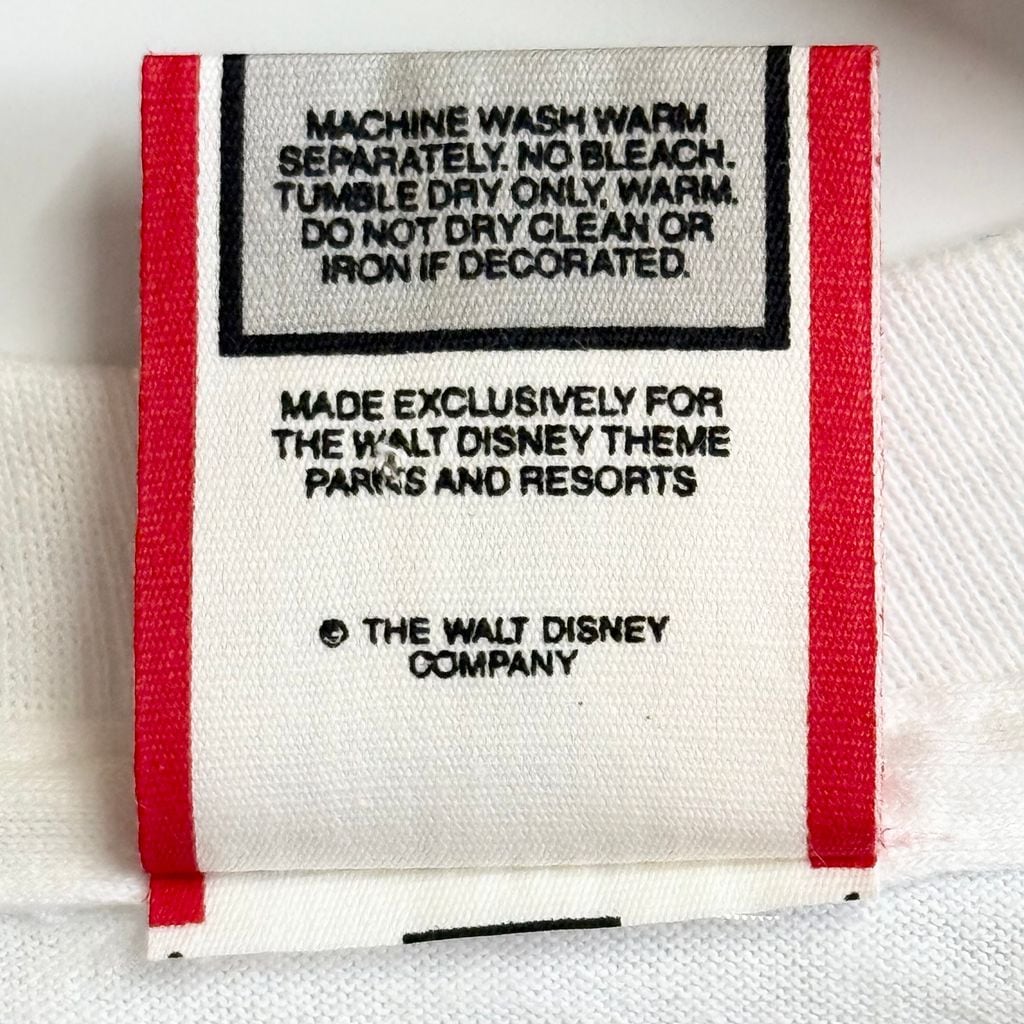 MACHINE WASH WARM
SEPARATELY. NO BLEACH.
TUMBLE DRY ONLY, WARM.
DO NOT DRY CLEAN OR
IRON IF DECORATED.
MADE EXCLUSIVELY FOR
THE WALT DISNEY THEME
PARKS AND RESORTS
© THE WALT DISNEY
COMPANY